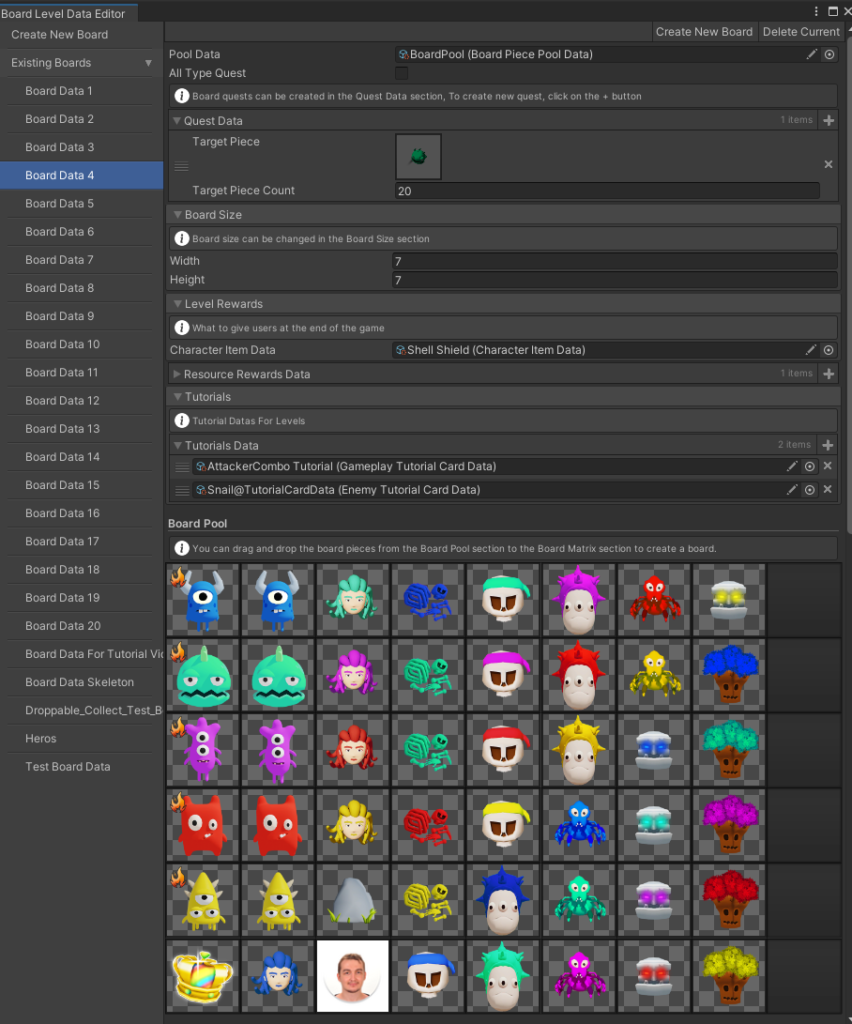 Board Level Data Editor
Create New Board
Existing Boards
Board Data 1
Board Data 2
Board Data 3
Board Data 4
Board Data 5
Board Data 6
Board Data 7
Board Data 8
Board Data 9
Board Data 10
Board Data 11
Board Data 12
Board Data 13
Board Data 14
Board Data 15
Board Data 16
Board Data 17
Board Data 18
Board Data 19
Board Data 20
Board Data For Tutorial Vi
Board Data Skeleton
Droppable_Collect_Test_B
Heros
Test Board Data
Create New Board Delete Current
Pool Data BoardPool (Board Piece Pool Data)
All Type Quest
Board quests can be created in the Quest Data section, To create new quest, click on the + button
Quest Data 1 items
Target Piece
Target Piece Count 20
Board Size
Board size can be changed in the Board Size section
Width 7
Height 7
Level Rewards
What to give users at the end of the game
Character Item Data Shell Shield (Character Item Data)
Resource Rewards Data 1 items
Tutorials
Tutorial Datas For Levels
Tutorials Data 2 items
AttackerCombo Tutorial (Gameplay Tutorial Card Data)
Snail@TutorialCardData (Enemy Tutorial Card Data)
Board Pool
You can drag and drop the board pieces from the Board Pool section to the Board Matrix section to create a board.